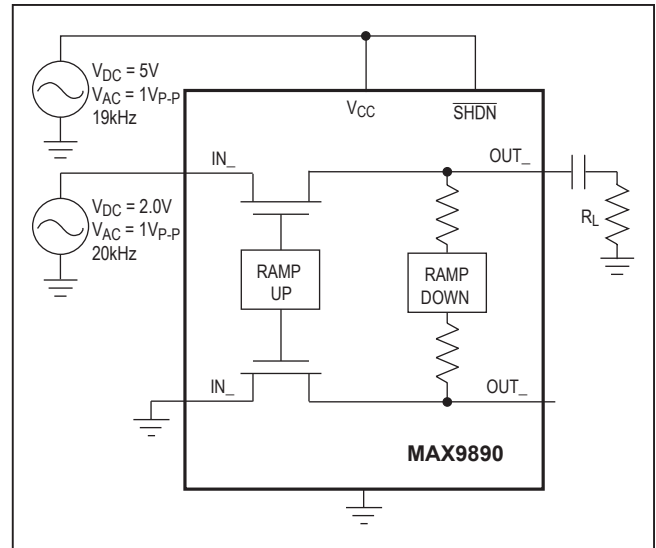 V_DC = 5V
V_AC = 1V_P-P
19kHz
V_CC
SHDN
IN_
OUT_
V_DC = 2.0V
V_AC = 1V_P-P
20kHz
R_L
RAMP
UP
RAMP
DOWN
IN_
OUT_
MAX9890